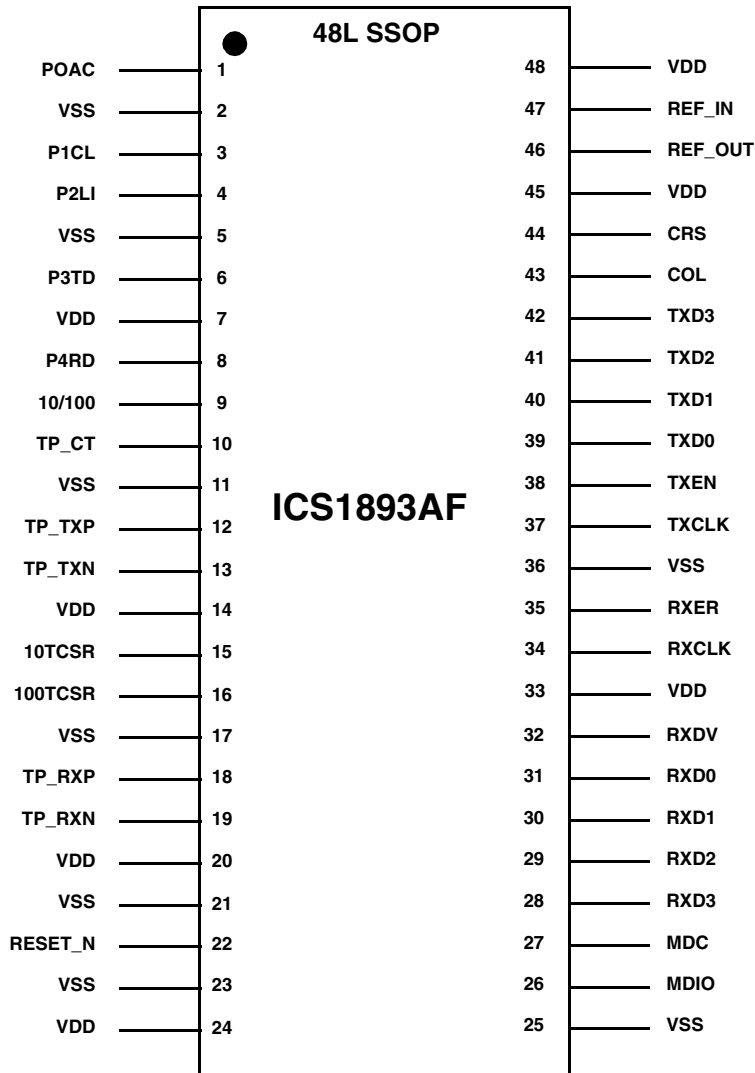 48L SSOP
POAC 1 48 VDD
VSS 2 47 REF_IN
P1CL 3 46 REF_OUT
P2LI 4 45 VDD
VSS 5 44 CRS
P3TD 6 43 COL
VDD 7 42 TXD3
P4RD 8 41 TXD2
10/100 9 40 TXD1
TP_CT 10 39 TXD0
VSS 11 38 TXEN
ICS1893AF
TP_TXP 12 37 TXCLK
TP_TXN 13 36 VSS
VDD 14 35 RXER
10TCSR 15 34 RXCLK
100TCSR 16 33 VDD
VSS 17 32 RXDV
TP_RXP 18 31 RXD0
TP_RXN 19 30 RXD1
VDD 20 29 RXD2
VSS 21 28 RXD3
RESET_N 22 27 MDC
VSS 23 26 MDIO
VDD 24 25 VSS